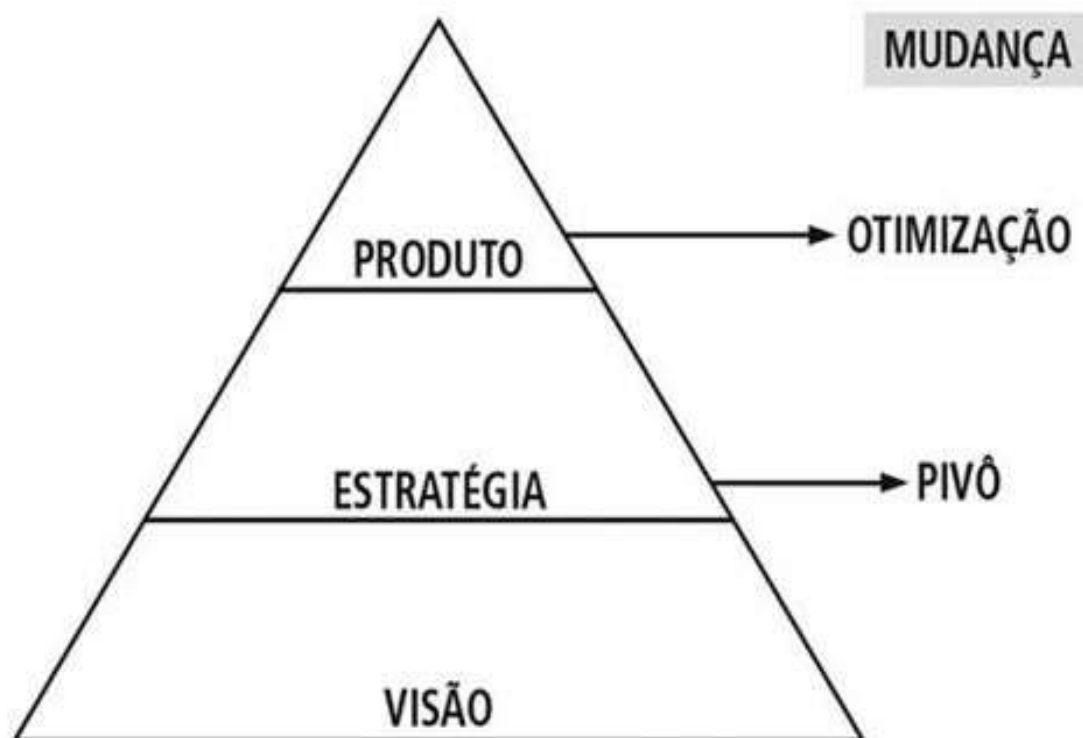 MUDANÇA
OTIMIZAÇÃO
PRODUTO
PIVÔ
ESTRATÉGIA
VISÃO